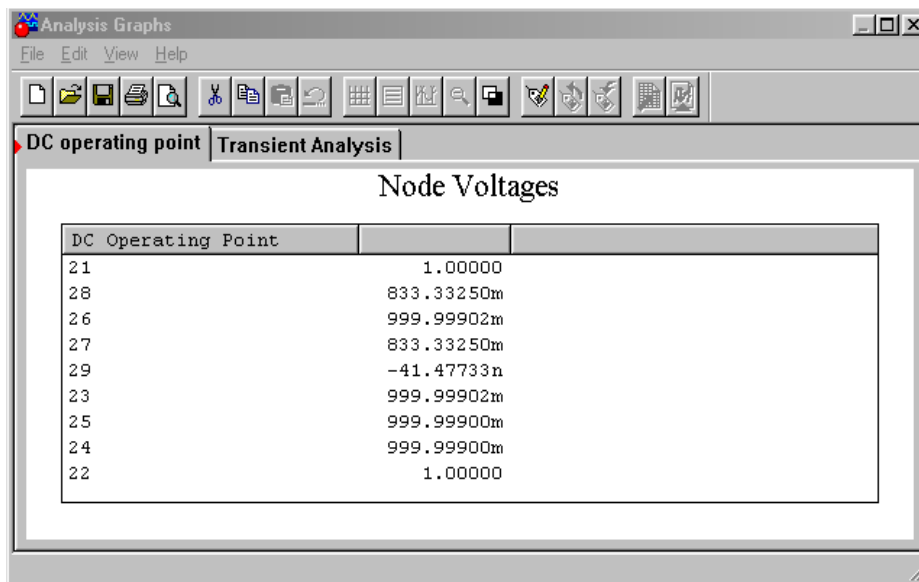 Analysis Graphs
File Edit View Help
DC operating point Transient Analysis
Node Voltages
DC Operating Point
21 1.00000
28 833.33250m
26 999.99902m
27 833.33250m
29 -41.47733n
23 999.99902m
25 999.99900m
24 999.99900m
22 1.00000